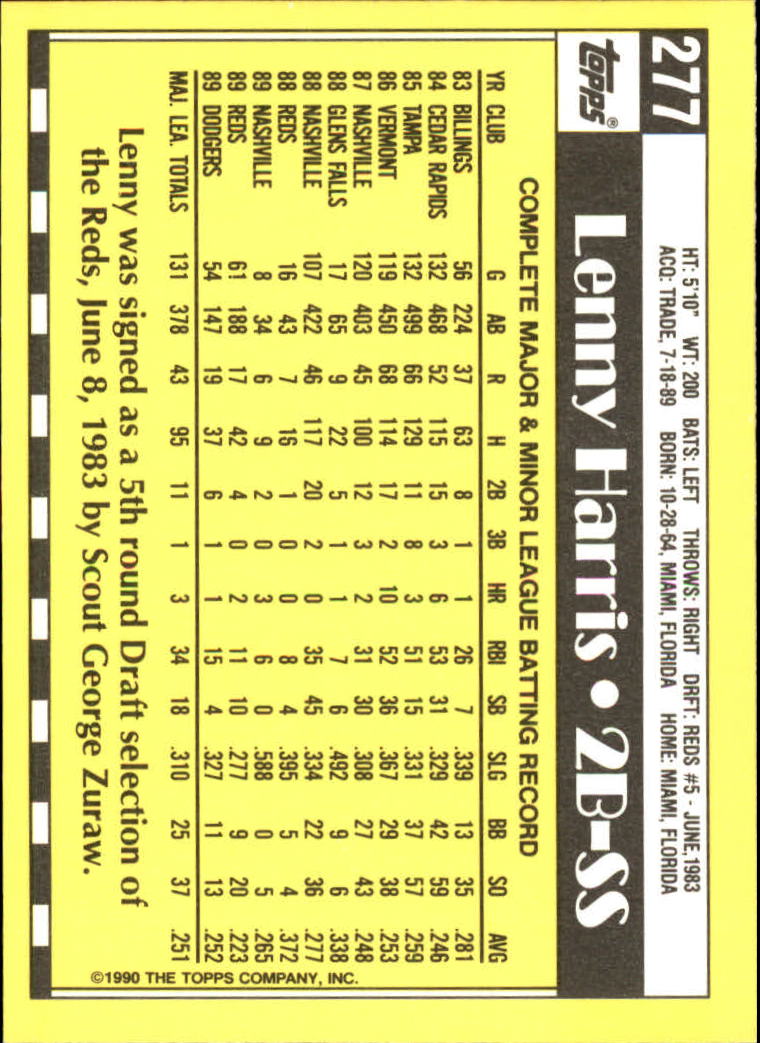 277
topps®
HT: 5'10" WT: 200 BATS: LEFT THROWS: RIGHT DRFT: REDS #5 - JUNE, 1983
ACQ: TRADE, 7-18-89 BORN: 10-28-64, MIAMI, FLORIDA HOME: MIAMI, FLORIDA
Lenny Harris • 2B-SS
COMPLETE MAJOR & MINOR LEAGUE BATTING RECORD
YR CLUB G AB R H 2B 3B HR RBI SB SLG BB SO AVG
83 BILLINGS 56 224 37 63 8 1 1 26 7 .339 13 35 .281
84 CEDAR RAPIDS 132 468 52 115 15 3 6 53 31 .329 42 59 .246
85 TAMPA 132 499 66 129 11 8 3 51 15 .331 37 57 .259
86 VERMONT 119 450 68 114 17 2 10 52 36 .367 29 38 .253
87 NASHVILLE 120 403 45 100 12 3 2 31 30 .308 27 43 .248
88 GLENS FALLS 17 65 9 22 5 1 1 7 6 .492 9 6 .338
88 NASHVILLE 107 422 46 117 20 2 0 35 45 .334 22 36 .277
88 REDS 16 43 7 16 1 0 0 8 4 .395 5 4 .372
89 NASHVILLE 8 34 6 9 2 0 3 6 0 .588 0 5 .265
89 REDS 61 188 17 42 4 0 2 11 10 .277 9 20 .223
89 DODGERS 54 147 19 37 6 1 1 15 4 .327 11 13 .252
MAJ. LEA. TOTALS 131 378 43 95 11 1 3 34 18 .310 25 37 .251
Lenny was signed as a 5th round Draft selection of
the Reds, June 8, 1983 by Scout George Zuraw.
©1990 THE TOPPS COMPANY, INC.